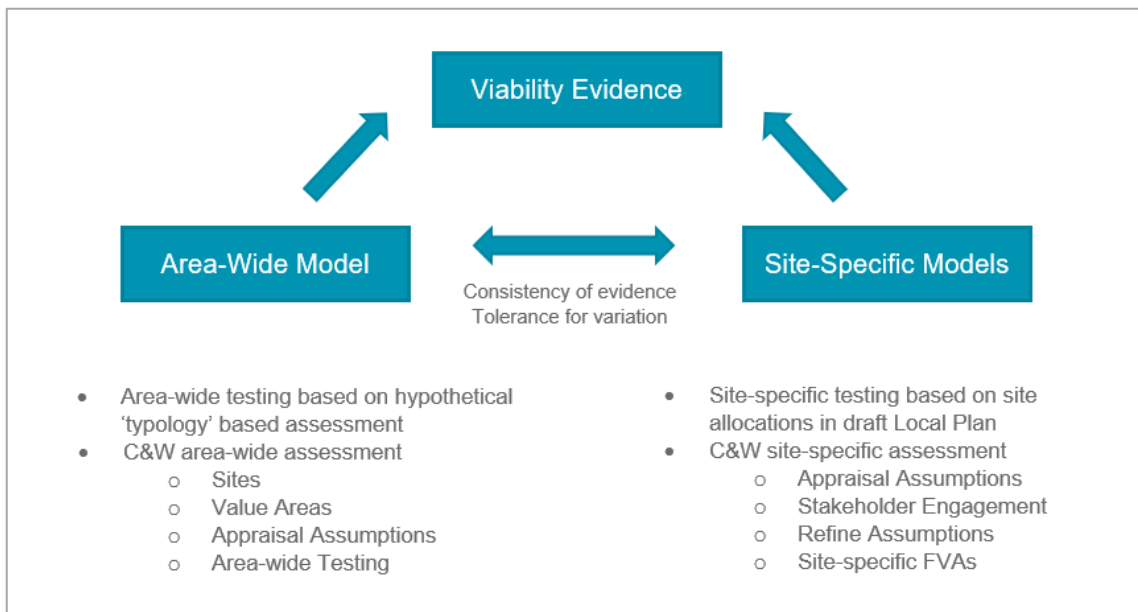 Viability Evidence
Area-Wide Model
Site-Specific Models
Consistency of evidence
Tolerance for variation
• Area-wide testing based on hypothetical
‘typology’ based assessment
• C&W area-wide assessment
o Sites
o Value Areas
o Appraisal Assumptions
o Area-wide Testing
• Site-specific testing based on site
allocations in draft Local Plan
• C&W site-specific assessment
o Appraisal Assumptions
o Stakeholder Engagement
o Refine Assumptions
o Site-specific FVAs